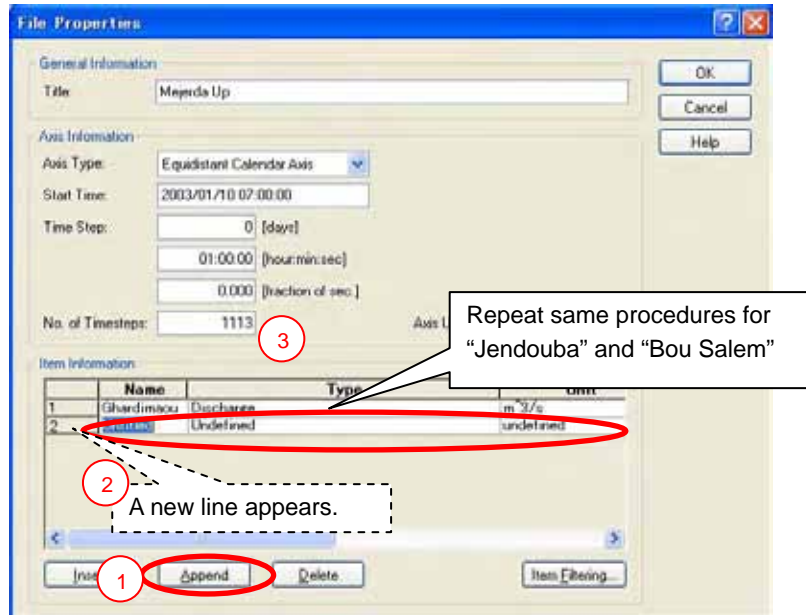 File Properties
General Information
OK
Title: Mejerda Up
Cancel
Axis Information
Help
Axis Type: Equidistant Calendar Axis
Start Time: 2003/01/10 07:00:00
Time Step: 0 [days]
01:00:00 [hour:min:sec]
0.000 [fraction of sec.]
No. of Timesteps: 1113
3
Axis
Repeat same procedures for
“Jendouba” and “Bou Salem”
Item Information
Name Type Unit
1 Ghardimaou Discharge m^3/s
2 Undefined undefined
2
A new line appears.
1 Append Delete Item Filtering...